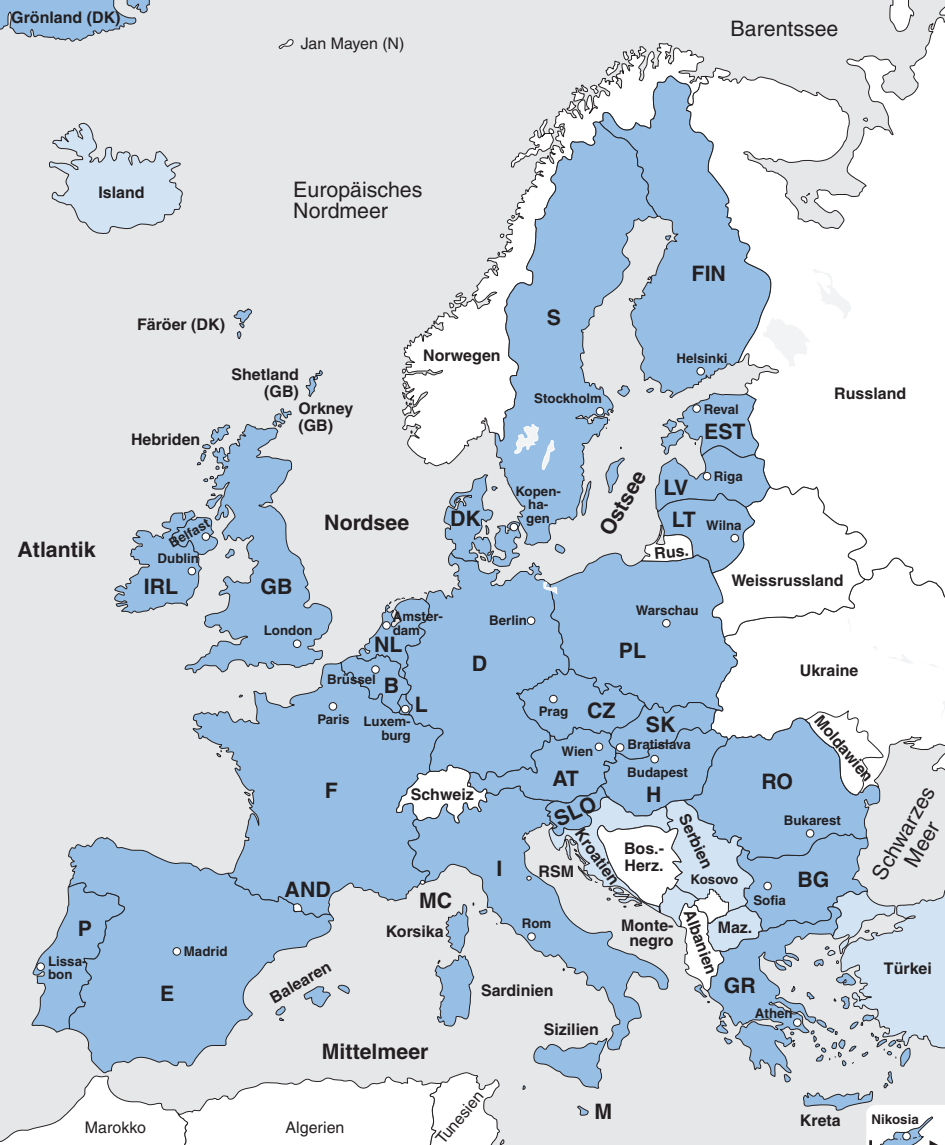 Grönland (DK)
Jan Mayen (N)
Barentssee
Island
Europäisches
Nordmeer
FIN
S
Färöer (DK)
Norwegen
Helsinki
Shetland
(GB)
Orkney
(GB)
Stockholm
Russland
Reval
EST
Hebriden
Riga
LV
Kopen-
ha-
gen
Ostsee
DK
Nordsee
LT
Wilna
Belfast
Atlantik
Rus.
Dublin
IRL
GB
Weissrussland
Amster-
dam
Berlin
Warschau
London
NL
D
PL
Ukraine
Brüssel
B
L
Prag
CZ
Paris
Luxem-
burg
SK
Moldawien
Wien
Bratislava
Budapest
AT
H
RO
F
Schweiz
SLO
Bukarest
Schwarzes
Meer
Serbien
Kroatien
Bos.-
Herz.
I
RSM
Kosovo
BG
Sofia
AND
MC
Korsika
Rom
Monte-
negro
Albanien
Maz.
P
Madrid
Lissa-
bon
E
Balearen
Sardinien
GR
Türkei
Athen
Sizilien
Mittelmeer
M
Kreta
Nikosia
Marokko
Algerien
Tunesien